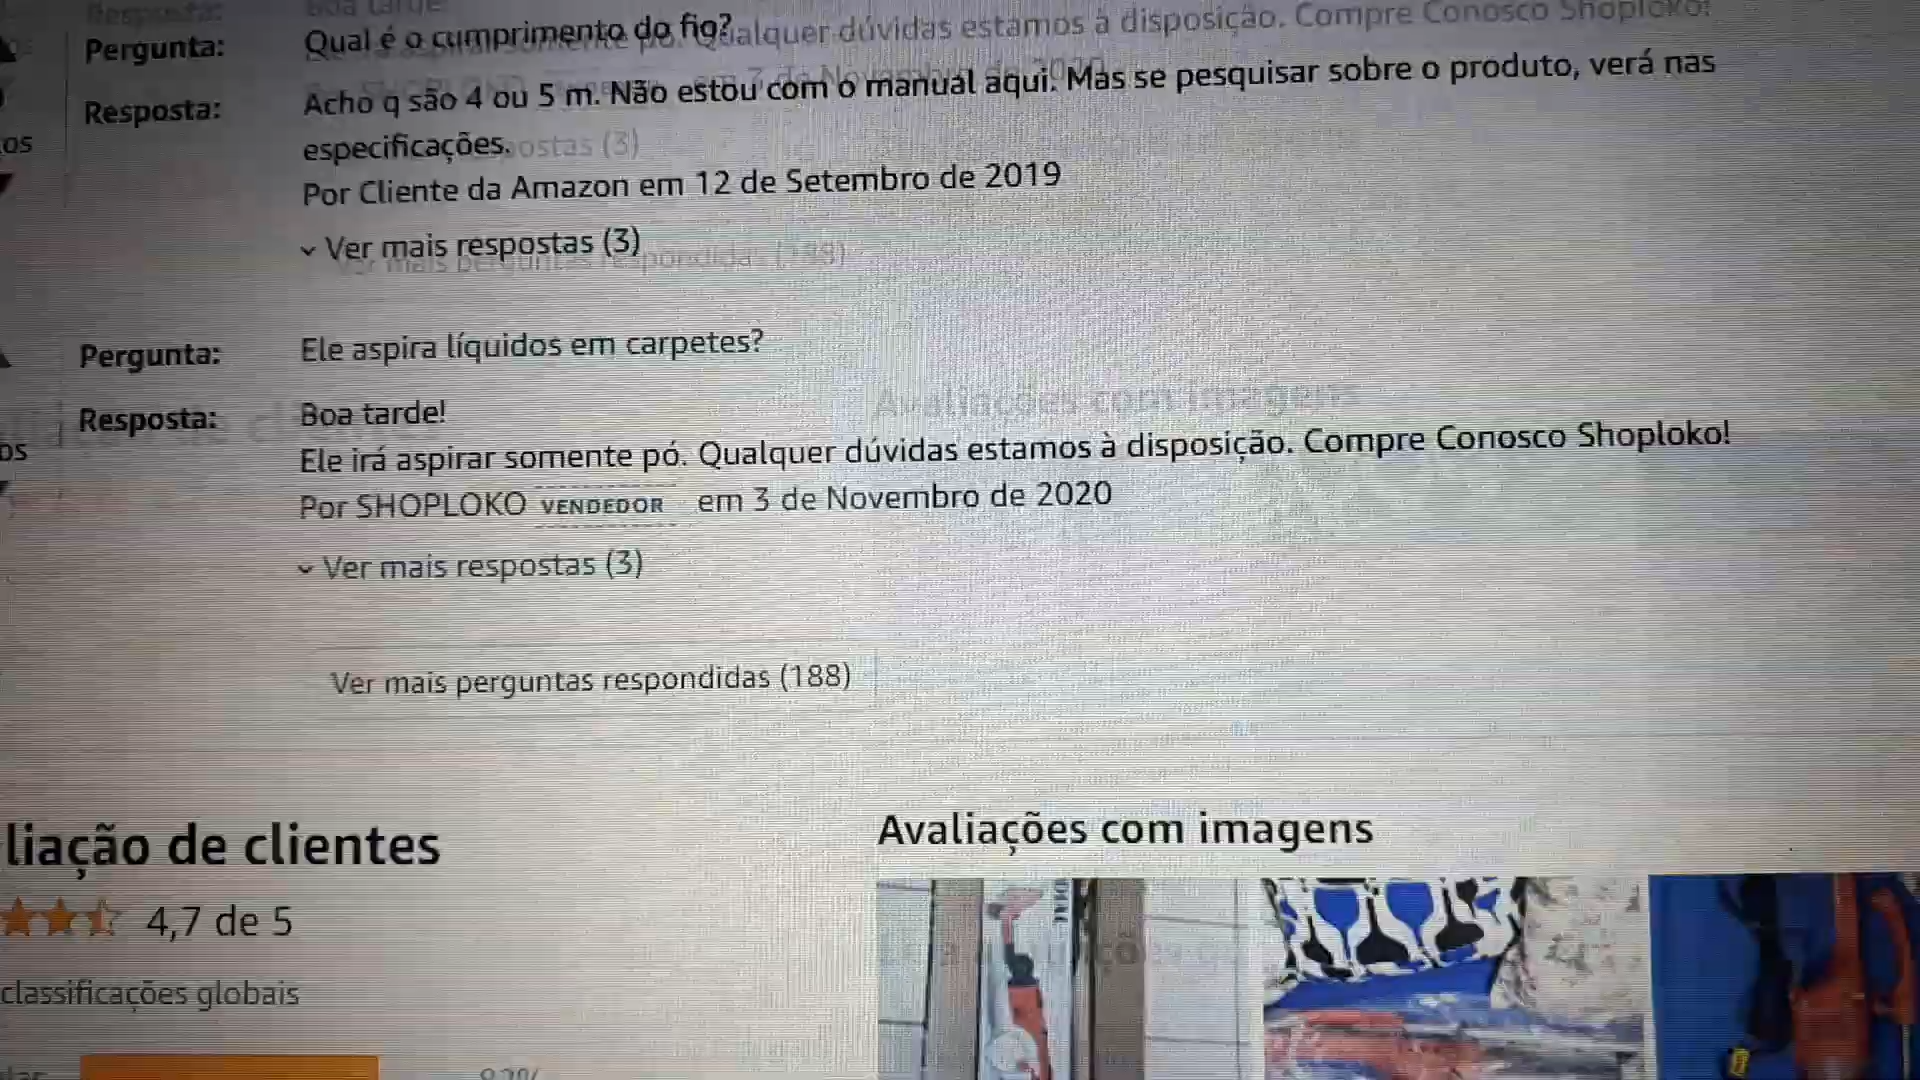 Pergunta: Qual é o cumprimento do fio?
Resposta: Acho q são 4 ou 5 m. Não estou com o manual aqui. Mas se pesquisar sobre o produto, verá nas
especificações.
Por Cliente da Amazon em 12 de Setembro de 2019
Ver mais respostas (3)
Pergunta: Ele aspira líquidos em carpetes?
Resposta: Boa tarde!
Ele irá aspirar somente pó. Qualquer dúvidas estamos à disposição. Compre Conosco Shoploko!
Por SHOPLOKO VENDEDOR em 3 de Novembro de 2020
Ver mais respostas (3)
Ver mais perguntas respondidas (188)
liação de clientes
4,7 de 5
classificações globais
Avaliações com imagens